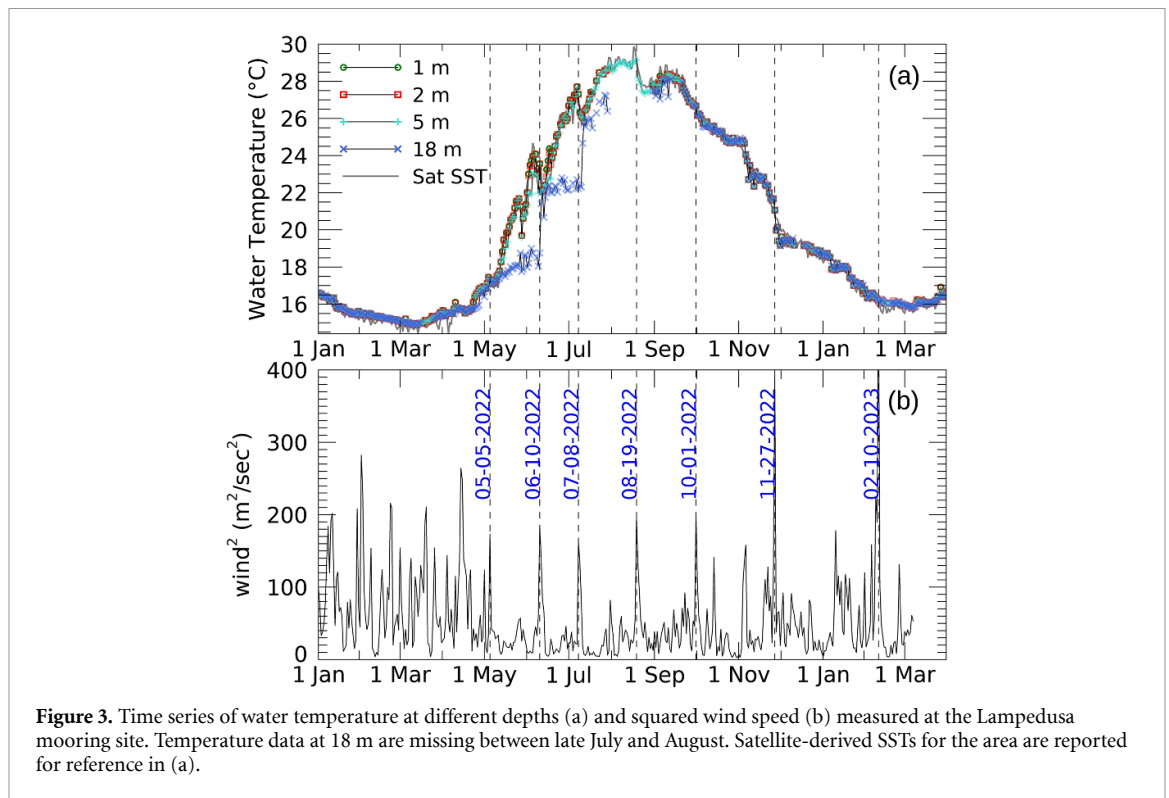 30
28
26
24
22
20
18
16
Water Temperature (°C)
1 m
2 m
5 m
18 m
Sat SST
(a)
1 Jan 1 Mar 1 May 1 Jul 1 Sep 1 Nov 1 Jan 1 Mar
400
300
200
100
0
wind² (m²/sec²)
05-05-2022
06-10-2022
07-08-2022
08-19-2022
10-01-2022
11-27-2022
02-10-2023
(b)
1 Jan 1 Mar 1 May 1 Jul 1 Sep 1 Nov 1 Jan 1 Mar
Figure 3. Time series of water temperature at different depths (a) and squared wind speed (b) measured at the Lampedusa
mooring site. Temperature data at 18 m are missing between late July and August. Satellite-derived SSTs for the area are reported
for reference in (a).